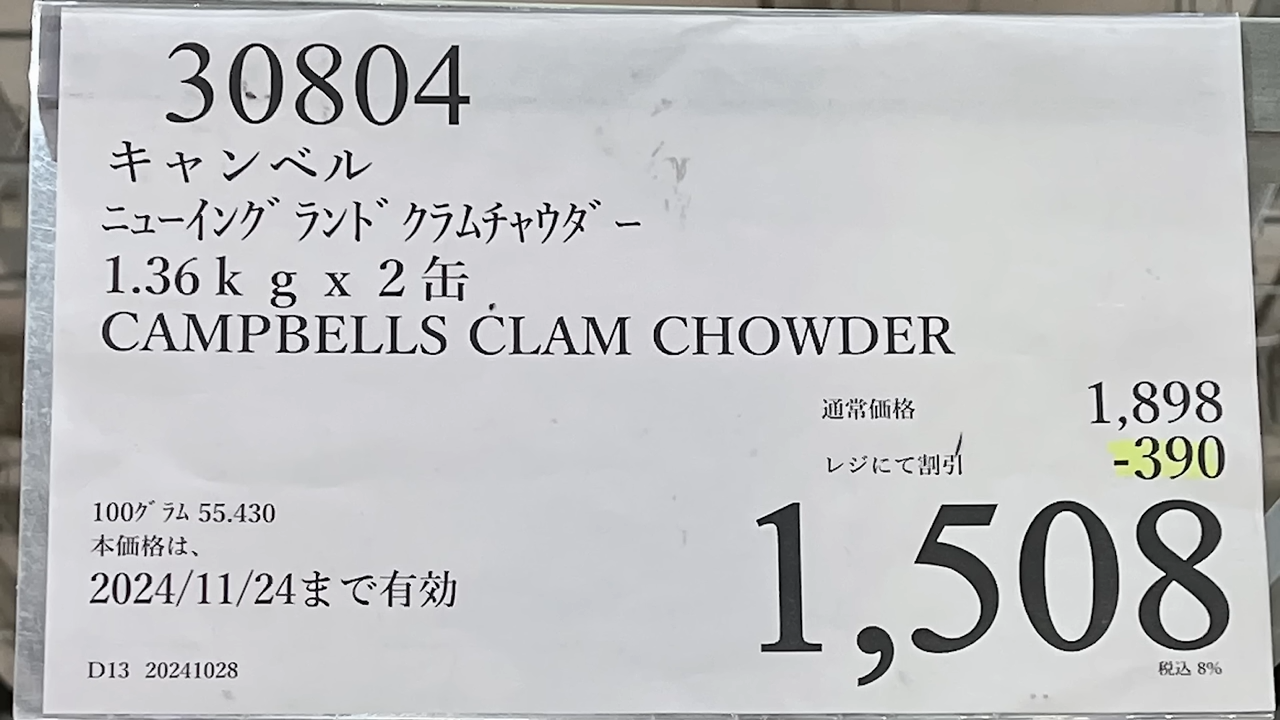 30804
キャンベル
ニューイングランドクラムチャウダー
1.36kg x 2缶
CAMPBELLS CLAM CHOWDER
通常価格 1,898
レジにて割引 -390
1,508
100グラム 55.430
本価格は、
2024/11/24まで有効
D13 20241028
税込 8%